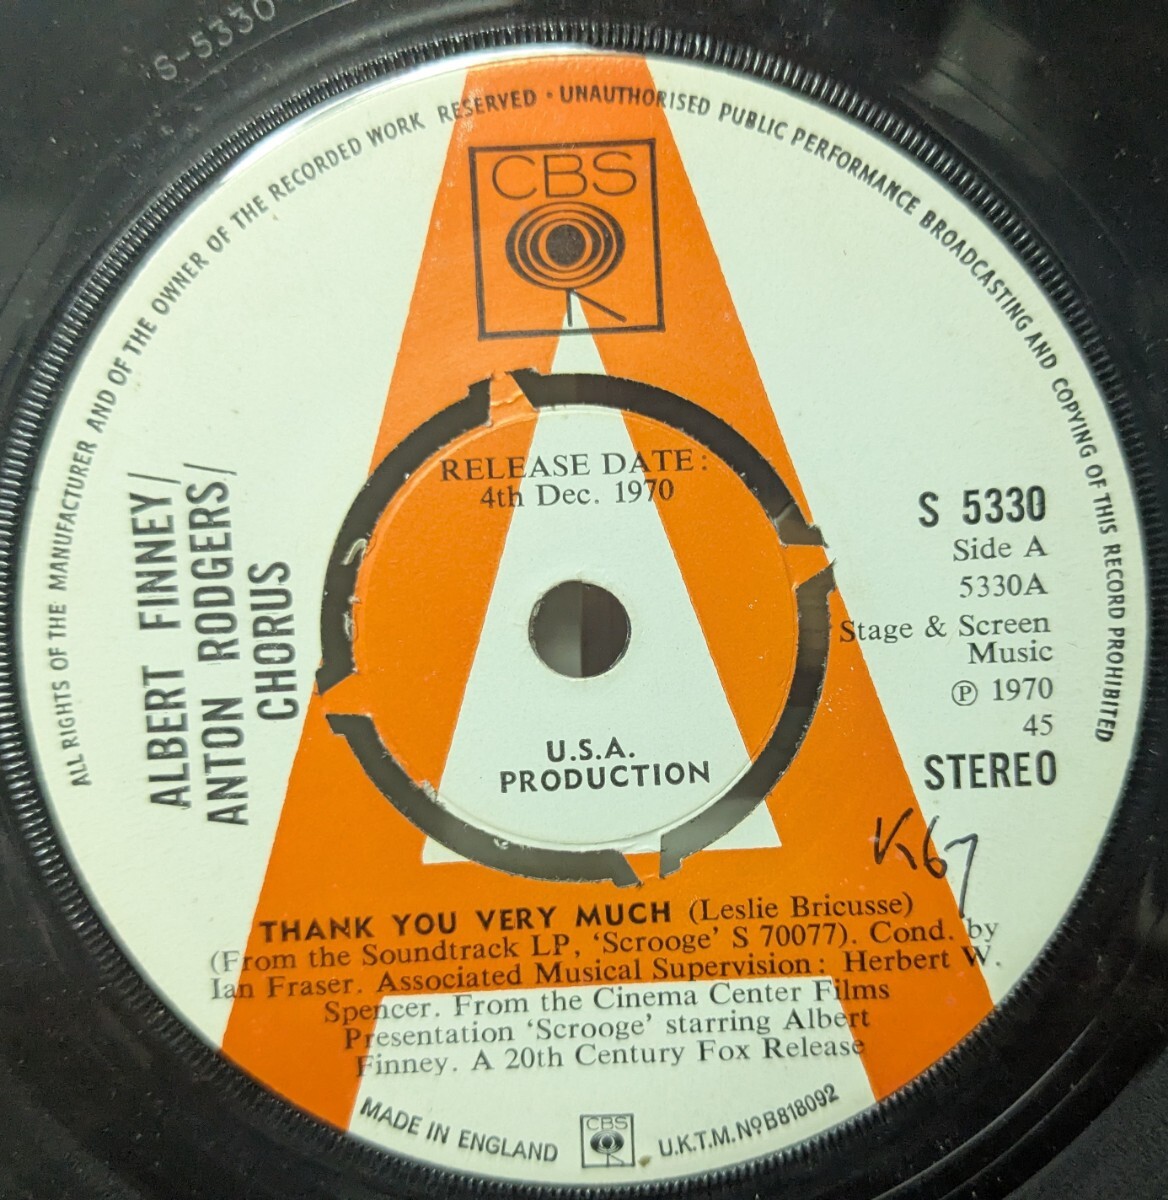 S-5330
ALL RIGHTS OF THE MANUFACTURER AND OF THE OWNER OF THE RECORDED WORK RESERVED · UNAUTHORISED PUBLIC PERFORMANCE BROADCASTING AND COPYING OF THIS RECORD PROHIBITED
CBS
RELEASE DATE:
4th Dec. 1970
ALBERT FINNEY/
ANTON RODGERS/
CHORUS
S 5330
Side A
5330A
Stage & Screen
Music
℗ 1970
45
STEREO
U.S.A.
PRODUCTION
K67
THANK YOU VERY MUCH (Leslie Bricusse)
(From the Soundtrack LP, 'Scrooge' S 70077). Cond. by
Ian Fraser. Associated Musical Supervision: Herbert W.
Spencer. From the Cinema Center Films
Presentation 'Scrooge' starring Albert
Finney. A 20th Century Fox Release
MADE IN ENGLAND
CBS
U.K.T.M. No B818092